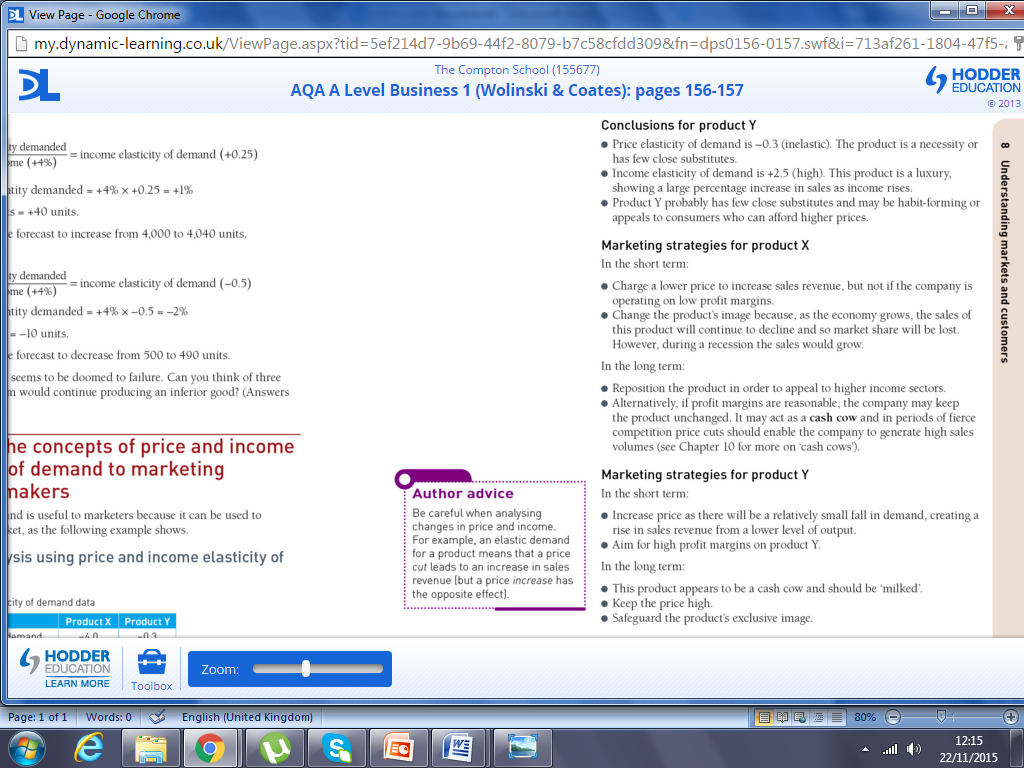 View Page - Google Chrome
my.dynamic-learning.co.uk/ViewPage.aspx?tid=5ef214d7-9b69-44f2-8079-b7c58cfdd309&fn=dps0156-0157.swf&i=713af261-1804-47f5-
DL
The Compton School (155677)
AQA A Level Business 1 (Wolinski & Coates): pages 156-157
HODDER
EDUCATION
© 2013
ty demanded
ome (+4%)
= income elasticity of demand (+0.25)
ntity demanded = +4% × +0.25 = +1%
s = +40 units.
e forecast to increase from 4,000 to 4,040 units.
ty demanded
ome (+4%)
= income elasticity of demand (−0.5)
ntity demanded = +4% × −0.5 = −2%
= −10 units.
e forecast to decrease from 500 to 490 units.
seems to be doomed to failure. Can you think of three
m would continue producing an inferior good? (Answers
he concepts of price and income
of demand to marketing
makers
and is useful to marketers because it can be used to
ket, as the following example shows.
ysis using price and income elasticity of
city of demand data
Product X Product Y
demand −4.0 −0.3
Author advice
Be careful when analysing
changes in price and income.
For example, an elastic demand
for a product means that a price
cut leads to an increase in sales
revenue (but a price increase has
the opposite effect).
Conclusions for product Y
● Price elasticity of demand is −0.3 (inelastic). The product is a necessity or
has few close substitutes.
● Income elasticity of demand is +2.5 (high). This product is a luxury,
showing a large percentage increase in sales as income rises.
● Product Y probably has few close substitutes and may be habit-forming or
appeals to consumers who can afford higher prices.
Marketing strategies for product X
In the short term:
● Charge a lower price to increase sales revenue, but not if the company is
operating on low profit margins.
● Change the product's image because, as the economy grows, the sales of
this product will continue to decline and so market share will be lost.
However, during a recession the sales would grow.
In the long term:
● Reposition the product in order to appeal to higher income sectors.
● Alternatively, if profit margins are reasonable, the company may keep
the product unchanged. It may act as a cash cow and in periods of fierce
competition price cuts should enable the company to generate high sales
volumes (see Chapter 10 for more on 'cash cows').
Marketing strategies for product Y
In the short term:
● Increase price as there will be a relatively small fall in demand, creating a
rise in sales revenue from a lower level of output.
● Aim for high profit margins on product Y.
In the long term:
● This product appears to be a cash cow and should be 'milked'.
● Keep the price high.
● Safeguard the product's exclusive image.
8 Understanding markets and customers
HODDER
EDUCATION
LEARN MORE
Toolbox
Zoom:
Page: 1 of 1 Words: 0 English (United Kingdom) 80%
12:15
22/11/2015